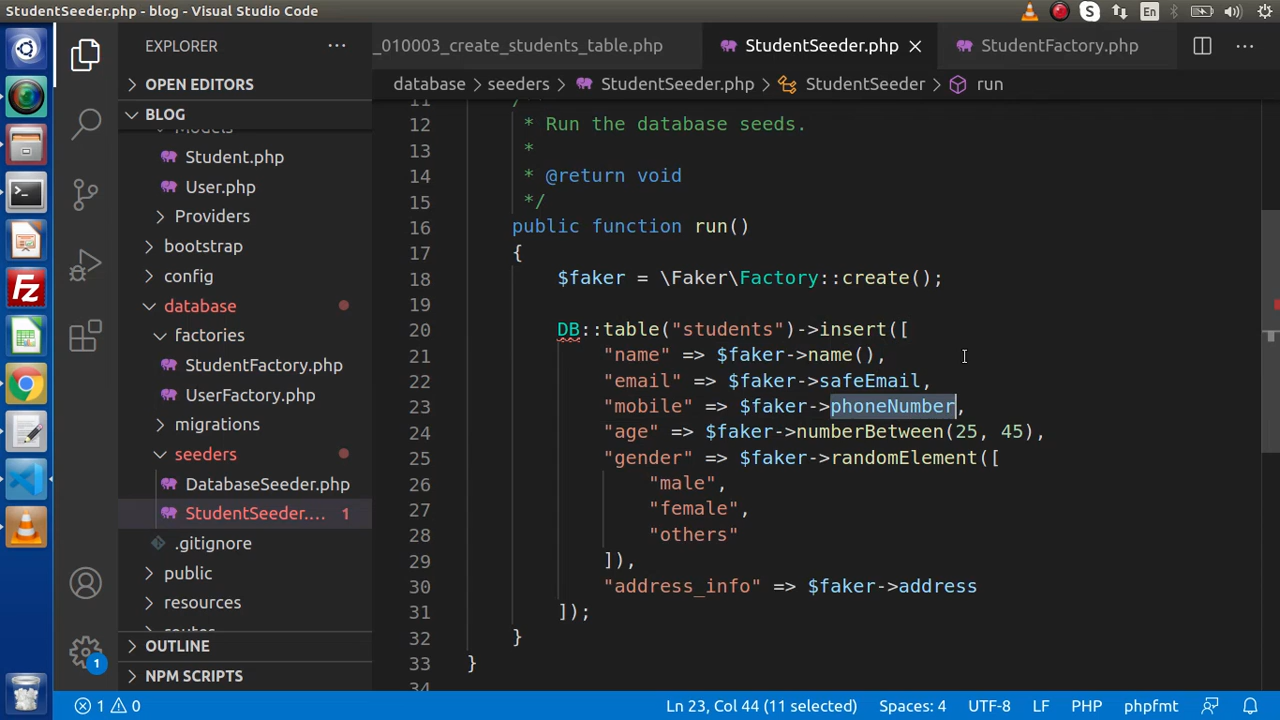 StudentSeeder.php - blog - Visual Studio Code
En
EXPLORER
_010003_create_students_table.php
StudentSeeder.php
StudentFactory.php
OPEN EDITORS
database > seeders > StudentSeeder.php > StudentSeeder > run
BLOG
Models
Student.php
User.php
Providers
bootstrap
config
database
factories
StudentFactory.php
UserFactory.php
migrations
seeders
DatabaseSeeder.php
StudentSeeder.... 1
.gitignore
public
resources
routes
OUTLINE
NPM SCRIPTS
11 /**
12 * Run the database seeds.
13 *
14 * @return void
15 */
16 public function run()
17 {
18 $faker = \Faker\Factory::create();
19
20 DB::table("students")->insert([
21 "name" => $faker->name(),
22 "email" => $faker->safeEmail,
23 "mobile" => $faker->phoneNumber,
24 "age" => $faker->numberBetween(25, 45),
25 "gender" => $faker->randomElement([
26 "male",
27 "female",
28 "others"
29 ]),
30 "address_info" => $faker->address
31 ]);
32 }
33 }
34
1
1 0
Ln 23, Col 44 (11 selected)
Spaces: 4
UTF-8
LF
PHP
phpfmt